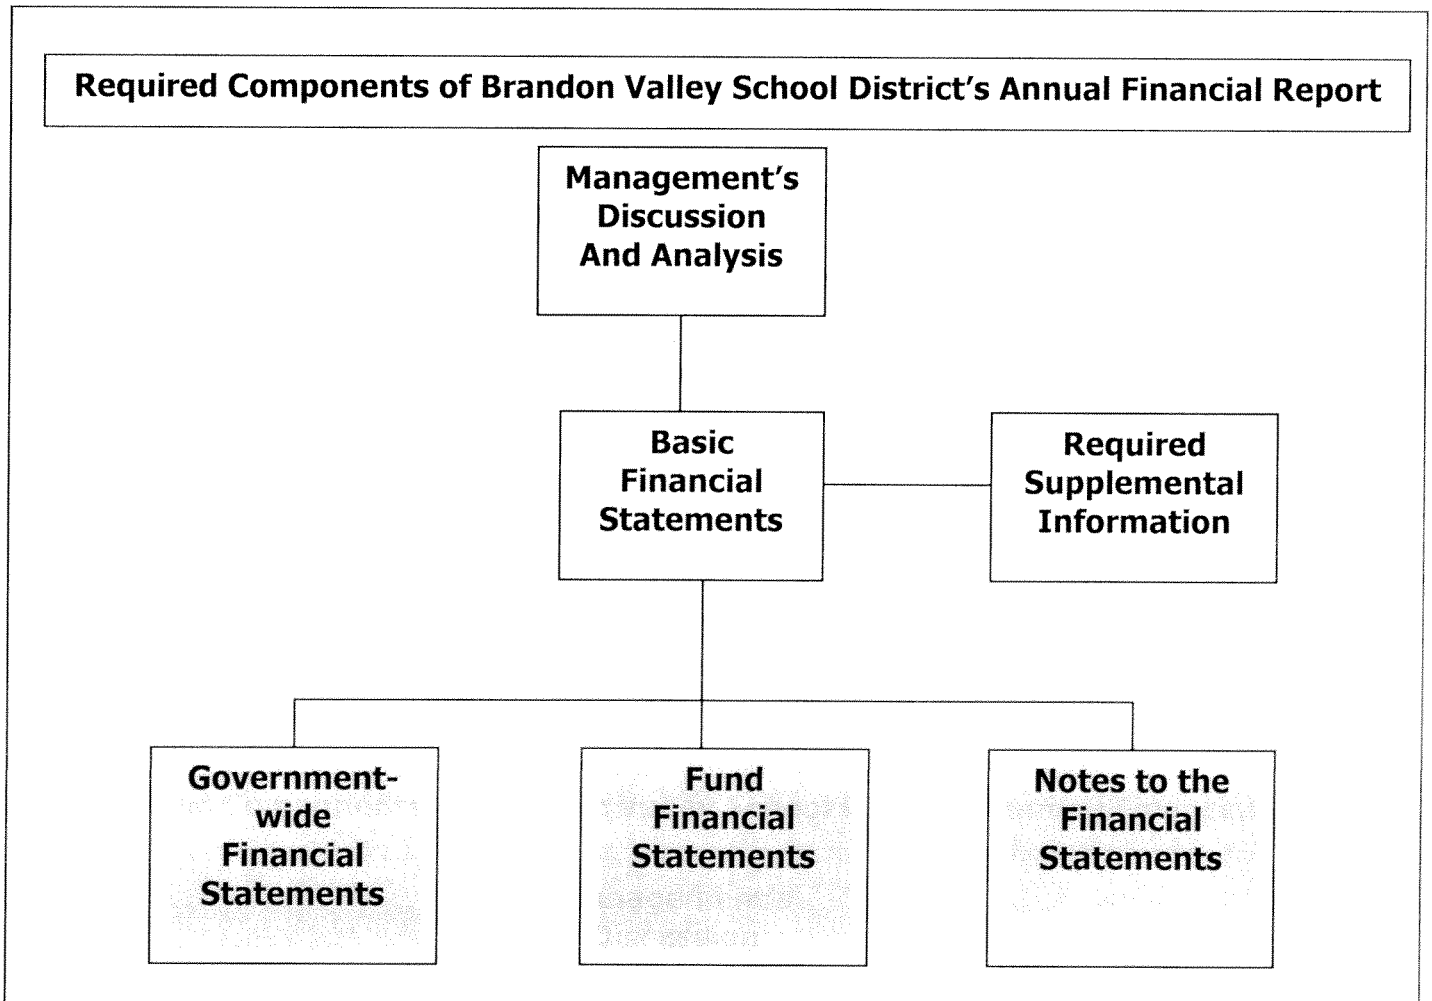 Required Components of Brandon Valley School District's Annual Financial Report
Management's
Discussion
And Analysis
Basic
Financial
Statements
Required
Supplemental
Information
Government-
wide
Financial
Statements
Fund
Financial
Statements
Notes to the
Financial
Statements